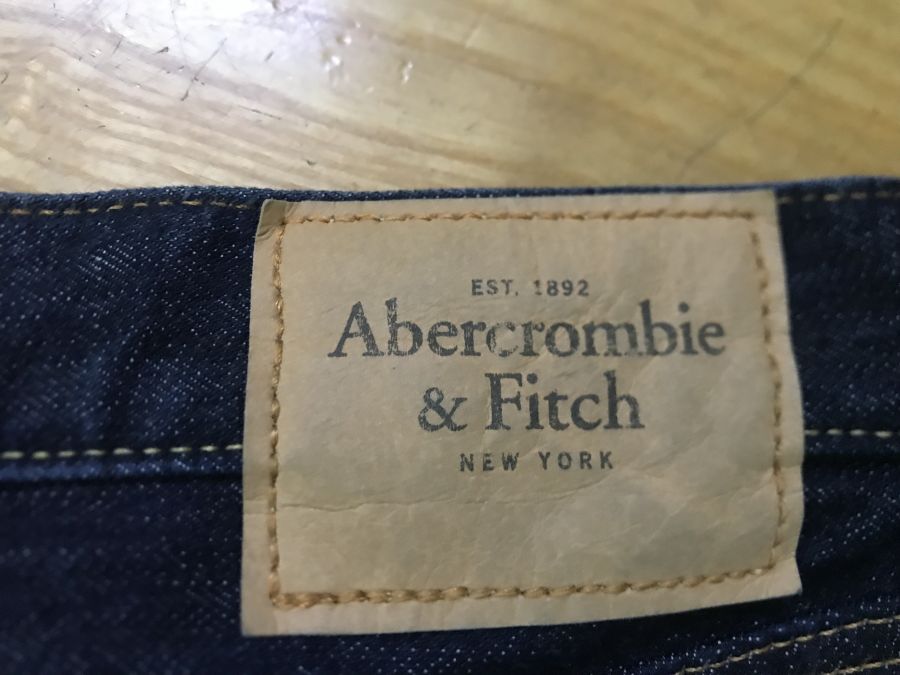 EST. 1892
Abercrombie
& Fitch
NEW YORK